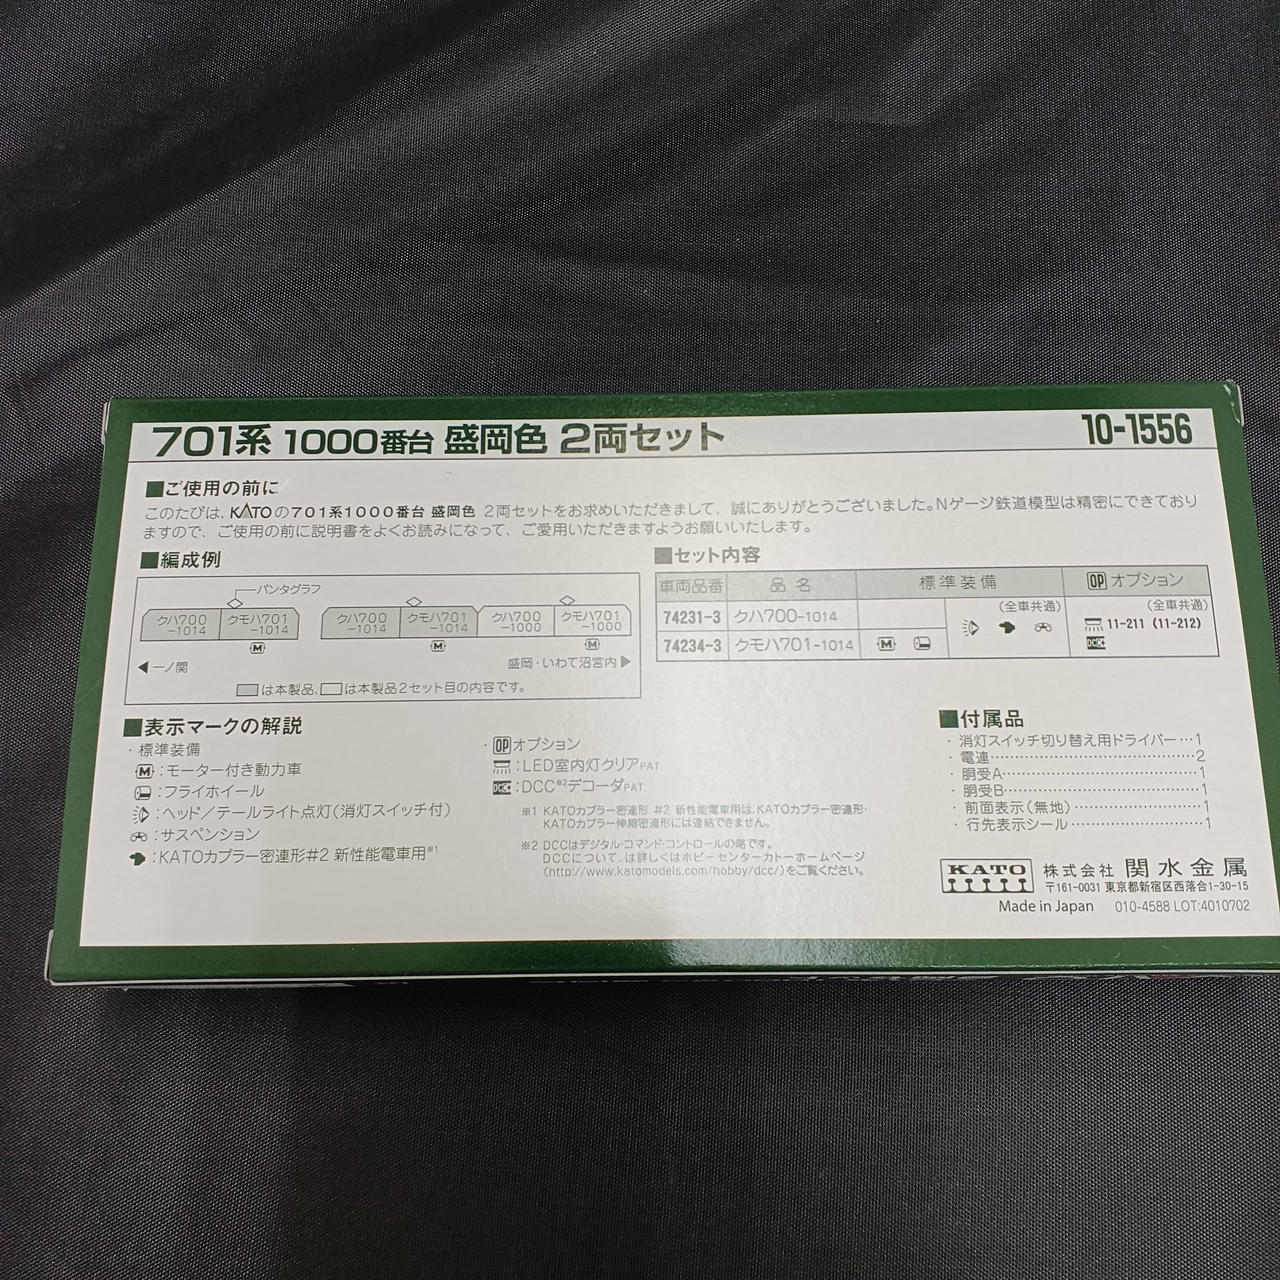 701系 1000番台 盛岡色 2両セット
10-1556
■ご使用の前に
このたびは、KATOの701系1000番台 盛岡色 2両セットをお求めいただきまして、誠にありがとうございました。Nゲージ鉄道模型は精密にできており
ますので、ご使用の前に説明書をよくお読みになって、ご愛用いただきますようお願いいたします。
■編成例
パンタグラフ
クハ700-1014
クモハ701-1014
クハ700-1014
クモハ701-1014
クハ700-1000
クモハ701-1000
M
M
M
◀一ノ関
盛岡・いわて沼宮内▶
は本製品、 は本製品2セット目の内容です。
■セット内容
車両品番 品名 標準装備 OP オプション
74231-3 クハ700-1014
(全車共通)
(全車共通)
11-211 (11-212)
DCC
74234-3 クモハ701-1014 M
■表示マークの解説
・標準装備
M:モーター付き動力車
:フライホイール
:ヘッド/テールライト点灯(消灯スイッチ付)
:サスペンション
:KATOカプラー密連形#2 新性能電車用※1
・OP オプション
:LED室内灯クリアPAT
DCC:DCC※2デコーダPAT.
※1 KATOカプラー密連形 #2 新性能電車用は、KATOカプラー密連形・
KATOカプラー伸縮密連形には連結できません。
※2 DCCはデジタル・コマンド・コントロールの略です。
DCCについて、は詳しくはホビーセンターカトーホームページ
(http://www.katomodels.com/hobby/dcc/)をご覧ください。
■付属品
・消灯スイッチ切り替え用ドライバー…1
・電連……2
・胴受A……1
・胴受B……1
・前面表示(無地)……1
・行先表示シール……1
KATO 株式会社 関水金属
〒161-0031 東京都新宿区西落合1-30-15
Made in Japan 010-4588 LOT:4010702